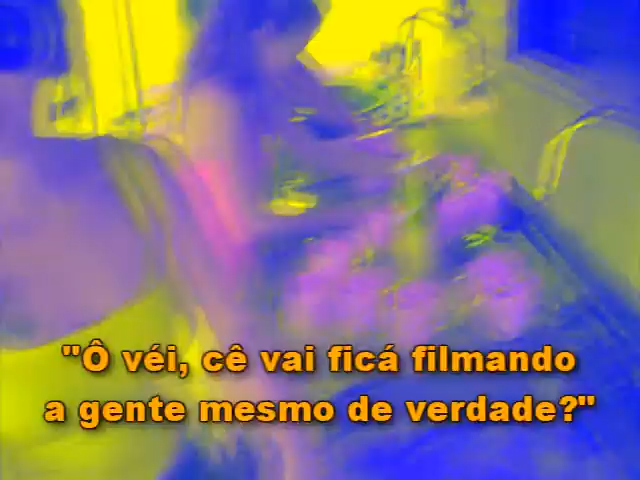 "Ô véi, cê vai ficá filmando
a gente mesmo de verdade?"